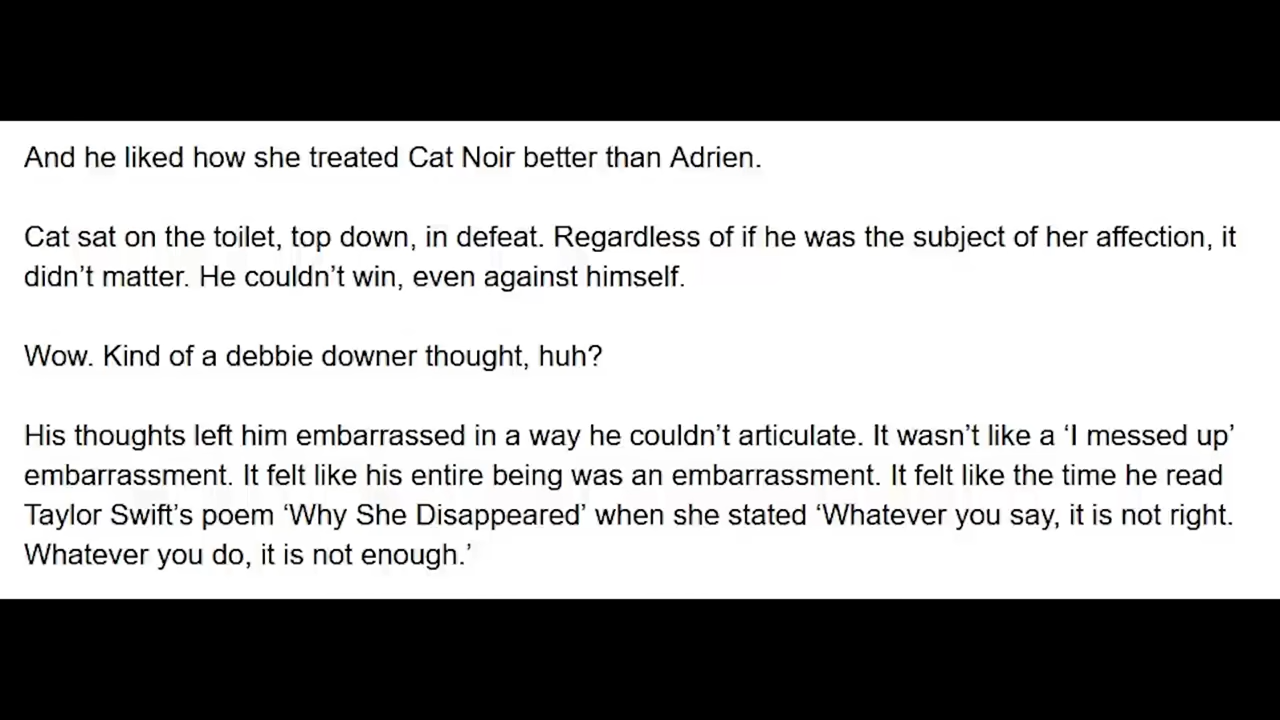 And he liked how she treated Cat Noir better than Adrien.
Cat sat on the toilet, top down, in defeat. Regardless of if he was the subject of her affection, it
didn’t matter. He couldn’t win, even against himself.
Wow. Kind of a debbie downer thought, huh?
His thoughts left him embarrassed in a way he couldn’t articulate. It wasn’t like a ‘I messed up’
embarrassment. It felt like his entire being was an embarrassment. It felt like the time he read
Taylor Swift’s poem ‘Why She Disappeared’ when she stated ‘Whatever you say, it is not right.
Whatever you do, it is not enough.’